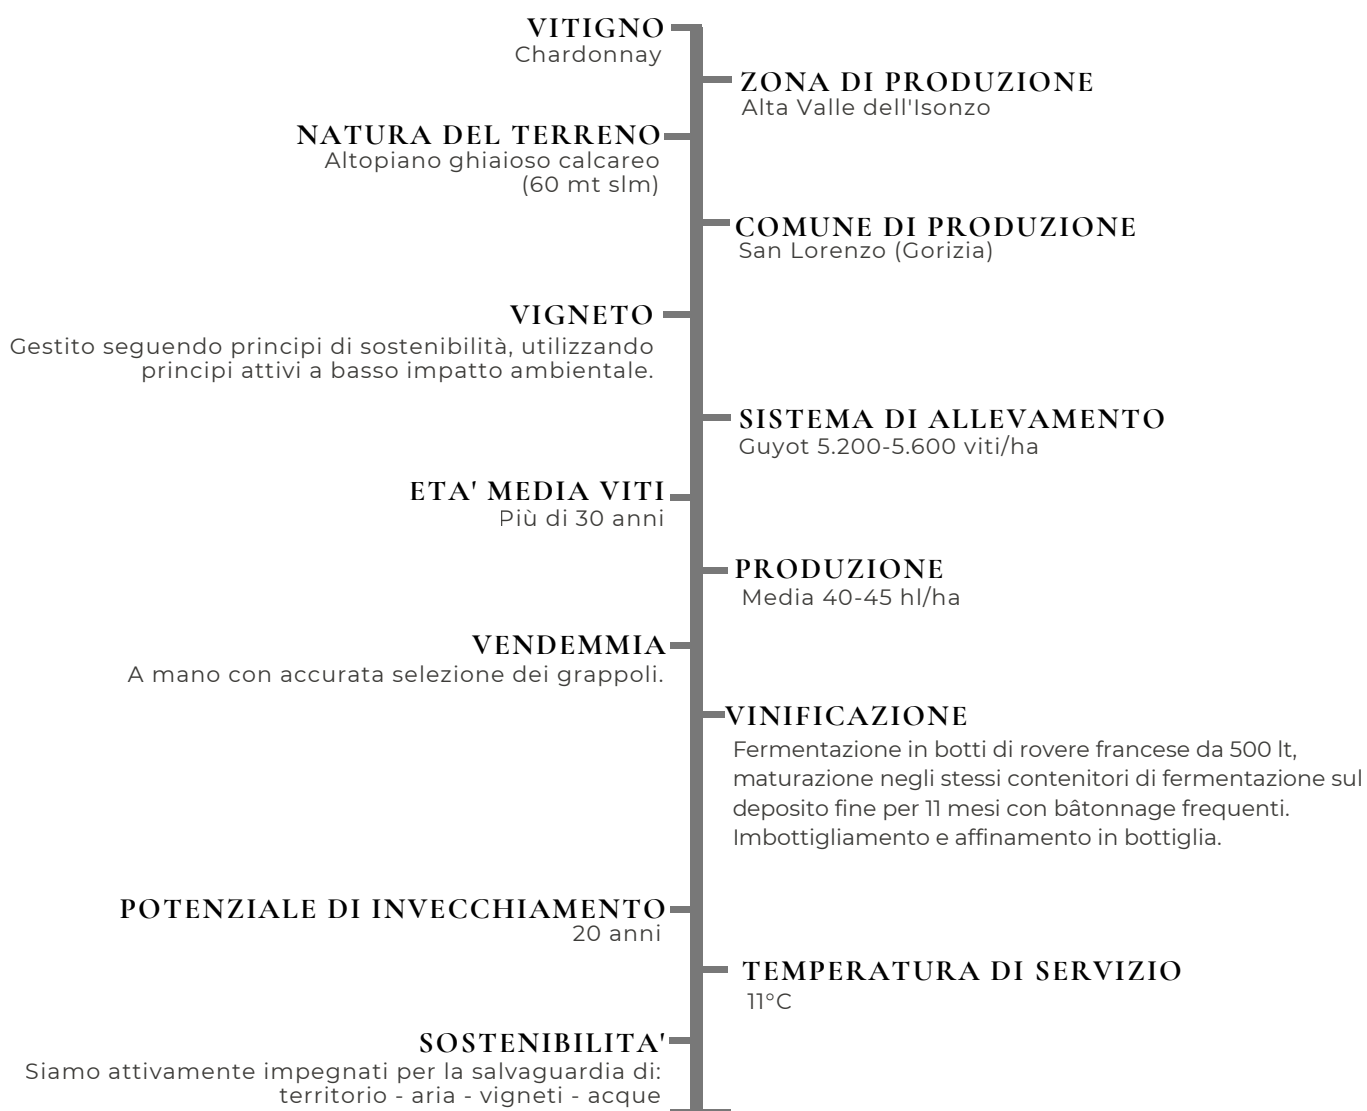 VITIGNO
Chardonnay
ZONA DI PRODUZIONE
Alta Valle dell'Isonzo
NATURA DEL TERRENO
Altopiano ghiaioso calcareo
(60 mt slm)
COMUNE DI PRODUZIONE
San Lorenzo (Gorizia)
VIGNETO
Gestito seguendo principi di sostenibilità, utilizzando
principi attivi a basso impatto ambientale.
SISTEMA DI ALLEVAMENTO
Guyot 5.200-5.600 viti/ha
ETA' MEDIA VITI
Più di 30 anni
PRODUZIONE
Media 40-45 hl/ha
VENDEMMIA
A mano con accurata selezione dei grappoli.
VINIFICAZIONE
Fermentazione in botti di rovere francese da 500 lt,
maturazione negli stessi contenitori di fermentazione sul
deposito fine per 11 mesi con bâtonnage frequenti.
Imbottigliamento e affinamento in bottiglia.
POTENZIALE DI INVECCHIAMENTO
20 anni
TEMPERATURA DI SERVIZIO
11°C
SOSTENIBILITA'
Siamo attivamente impegnati per la salvaguardia di:
territorio - aria - vigneti - acque